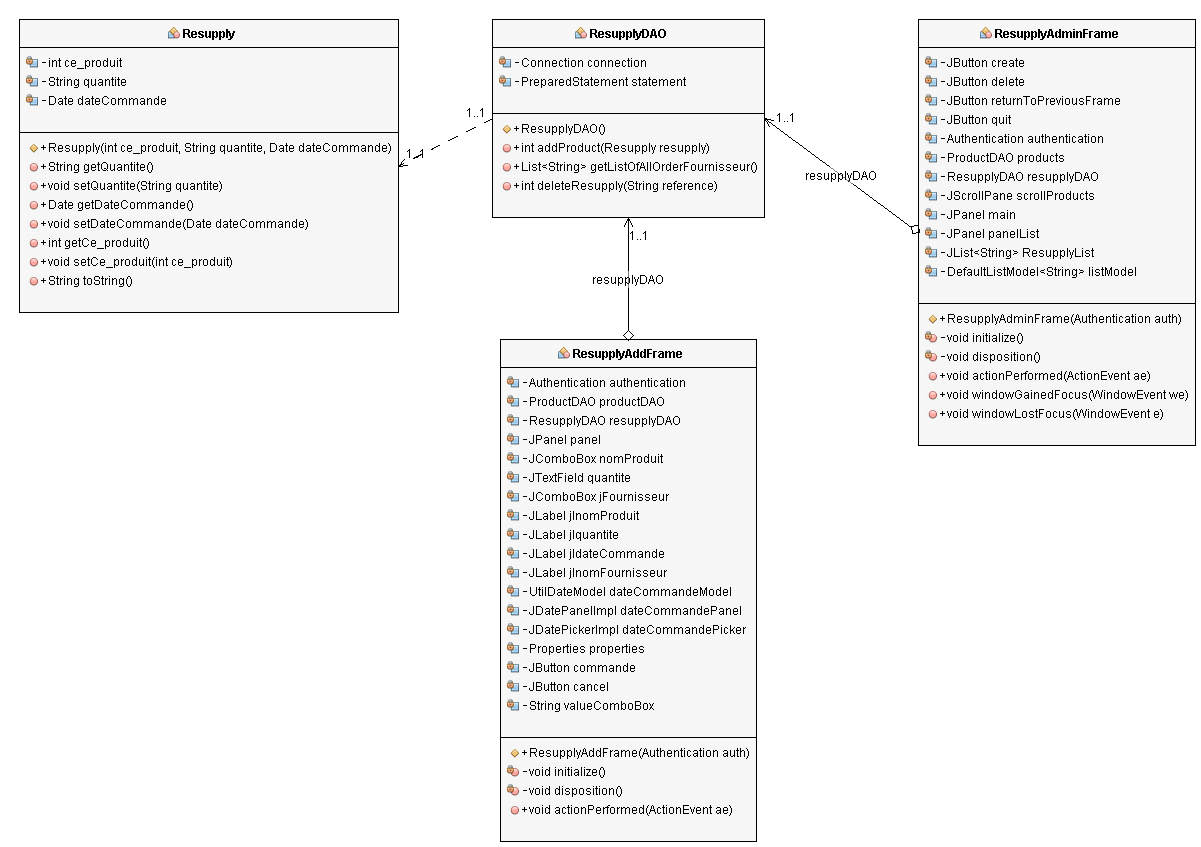 Resupply
-int ce_produit
-String quantite
-Date dateCommande
+Resupply(int ce_produit, String quantite, Date dateCommande)
+String getQuantite()
+void setQuantite(String quantite)
+Date getDateCommande()
+void setDateCommande(Date dateCommande)
+int getCe_produit()
+void setCe_produit(int ce_produit)
+String toString()
1..1
1..1
ResupplyDAO
-Connection connection
-PreparedStatement statement
+ResupplyDAO()
+int addProduct(Resupply resupply)
+List<String> getListOfAllOrderFournisseur()
+int deleteResupply(String reference)
1..1
resupplyDAO
1..1
resupplyDAO
ResupplyAdminFrame
-JButton create
-JButton delete
-JButton returnToPreviousFrame
-JButton quit
-Authentication authentication
-ProductDAO products
-ResupplyDAO resupplyDAO
-JScrollPane scrollProducts
-JPanel main
-JPanel panelList
-JList<String> ResupplyList
-DefaultListModel<String> listModel
+ResupplyAdminFrame(Authentication auth)
-void initialize()
-void disposition()
+void actionPerformed(ActionEvent ae)
+void windowGainedFocus(WindowEvent we)
+void windowLostFocus(WindowEvent e)
ResupplyAddFrame
-Authentication authentication
-ProductDAO productDAO
-ResupplyDAO resupplyDAO
-JPanel panel
-JComboBox nomProduit
-JTextField quantite
-JComboBox jFournisseur
-JLabel jlnomProduit
-JLabel jlquantite
-JLabel jldateCommande
-JLabel jlnomFournisseur
-UtilDateModel dateCommandeModel
-JDatePanelImpl dateCommandePanel
-JDatePickerImpl dateCommandePicker
-Properties properties
-JButton commande
-JButton cancel
-String valueComboBox
+ResupplyAddFrame(Authentication auth)
-void initialize()
-void disposition()
+void actionPerformed(ActionEvent ae)